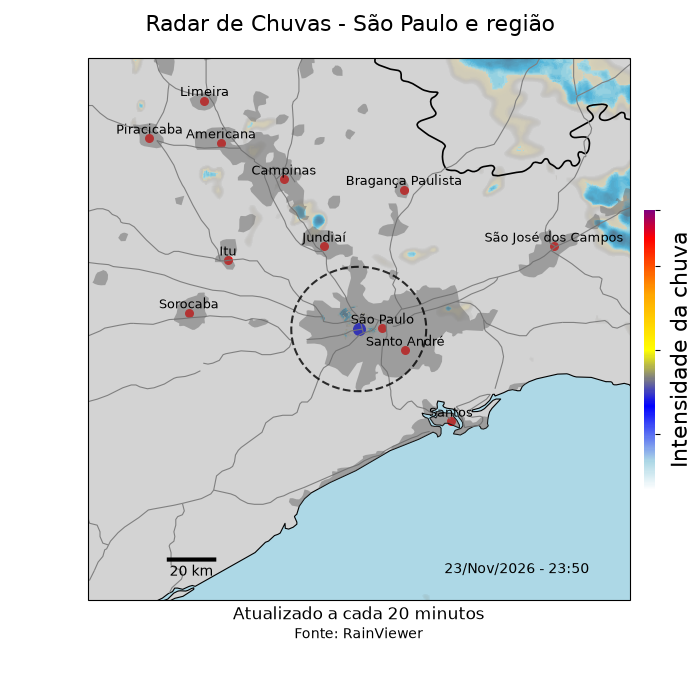 Radar de Chuvas - São Paulo e região
Limeira
Piracicaba
Americana
Campinas
Bragança Paulista
Jundiaí
São José dos Campos
Itu
Sorocaba
São Paulo
Santo André
Santos
Intensidade da chuva
20 km
23/Nov/2026 - 23:50
Atualizado a cada 20 minutos
Fonte: RainViewer